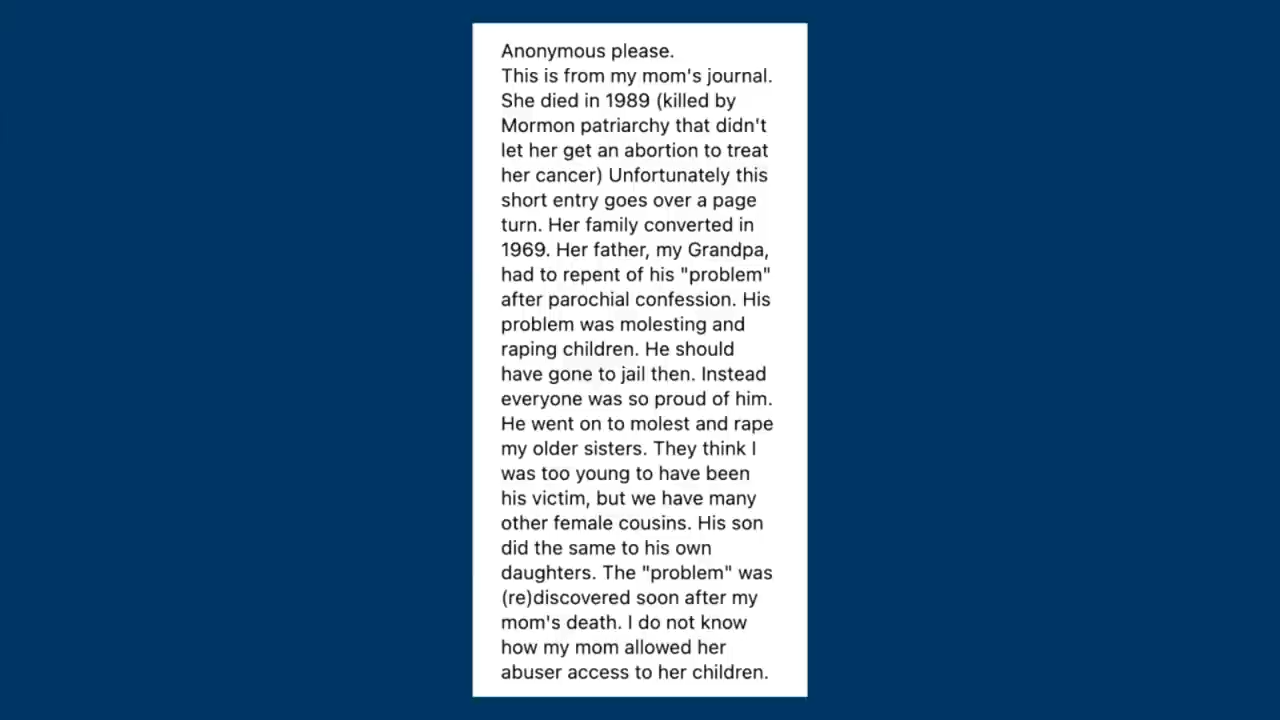 Anonymous please.
This is from my mom's journal.
She died in 1989 (killed by
Mormon patriarchy that didn't
let her get an abortion to treat
her cancer) Unfortunately this
short entry goes over a page
turn. Her family converted in
1969. Her father, my Grandpa,
had to repent of his "problem"
after parochial confession. His
problem was molesting and
raping children. He should
have gone to jail then. Instead
everyone was so proud of him.
He went on to molest and rape
my older sisters. They think I
was too young to have been
his victim, but we have many
other female cousins. His son
did the same to his own
daughters. The "problem" was
(re)discovered soon after my
mom's death. I do not know
how my mom allowed her
abuser access to her children.